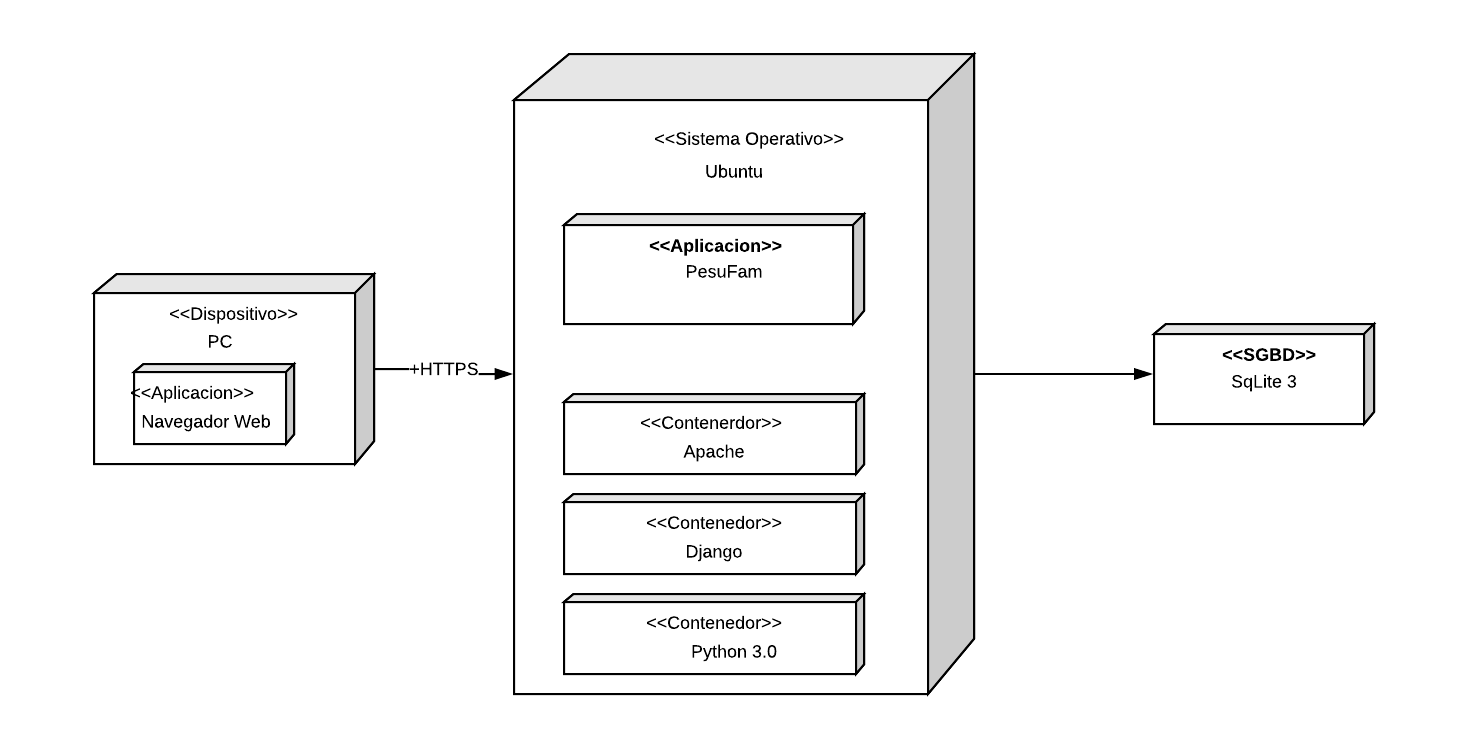 <<Dispositivo>>
PC
<<Aplicacion>>
Navegador Web
+HTTPS
<<Sistema Operativo>>
Ubuntu
<<Aplicacion>>
PesuFam
<<Contenerdor>>
Apache
<<Contenedor>>
Django
<<Contenedor>>
Python 3.0
<<SGBD>>
SqLite 3